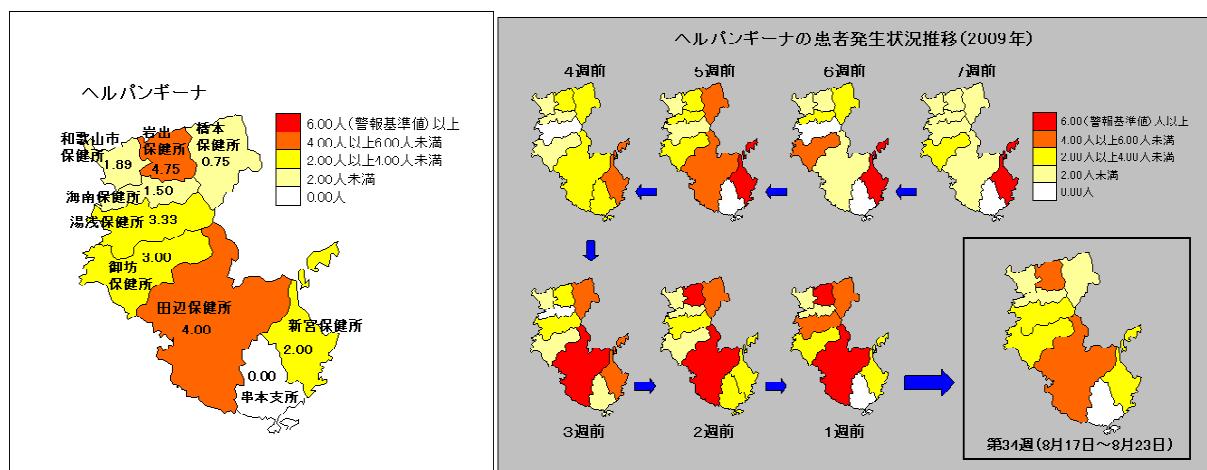 ヘルパンギーナ
6.00人(警報基準値)以上
4.00人以上6.00人未満
2.00人以上4.00人未満
2.00人未満
0.00人
和歌山市
保健所
1.89
岩出
保健所
4.75
橋本
保健所
0.75
海南保健所
1.50
湯浅保健所
3.33
御坊
保健所
3.00
田辺保健所
4.00
新宮保健所
2.00
0.00
串本支所
ヘルパンギーナの患者発生状況推移(2009年)
4週前
5週前
6週前
7週前
6.00(警報基準値)人以上
4.00人以上6.00人未満
2.00人以上4.00人未満
2.00人未満
0.00人
3週前
2週前
1週前
第34週(8月17日~8月23日)